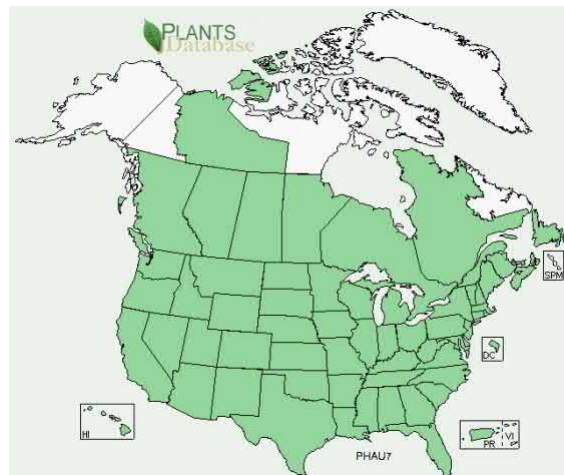 PLANTS
Database
SPM
DC
HI
PR
VI
PHAU7